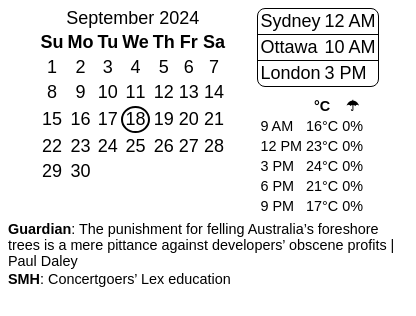 September 2024
Su Mo Tu We Th Fr Sa
1 2 3 4 5 6 7
8 9 10 11 12 13 14
15 16 17 18 19 20 21
22 23 24 25 26 27 28
29 30
Sydney 12 AM
Ottawa 10 AM
London 3 PM
°C ☂
9 AM 16°C 0%
12 PM 23°C 0%
3 PM 24°C 0%
6 PM 21°C 0%
9 PM 17°C 0%
Guardian: The punishment for felling Australia’s foreshore
trees is a mere pittance against developers’ obscene profits |
Paul Daley
SMH: Concertgoers’ Lex education